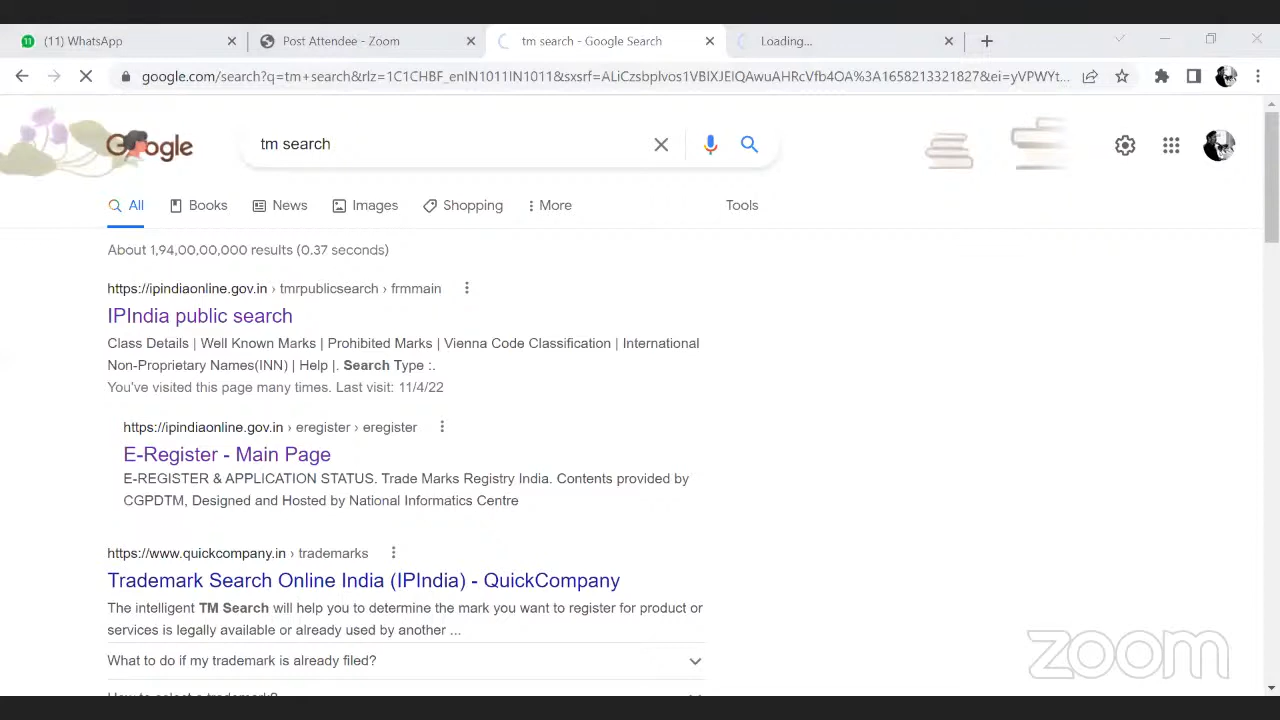 11
(11) WhatsApp
Post Attendee - Zoom
tm search - Google Search
Loading...
google.com/search?q=tm+search&rlz=1C1CHBF_enIN1011IN1011&sxsrf=ALiCzsbplvos1VBIXJEIQAwuAHRcVfb4OA%3A1658213321827&ei=yVPWYt...
Google
tm search
All
Books
News
Images
Shopping
More
Tools
About 1,94,00,00,000 results (0.37 seconds)
https://ipindiaonline.gov.in › tmrpublicsearch › frmmain
IPIndia public search
Class Details | Well Known Marks | Prohibited Marks | Vienna Code Classification | International
Non-Proprietary Names(INN) | Help |. Search Type :.
You've visited this page many times. Last visit: 11/4/22
https://ipindiaonline.gov.in › eregister › eregister
E-Register - Main Page
E-REGISTER & APPLICATION STATUS. Trade Marks Registry India. Contents provided by
CGPDTM, Designed and Hosted by National Informatics Centre
https://www.quickcompany.in › trademarks
Trademark Search Online India (IPIndia) - QuickCompany
The intelligent TM Search will help you to determine the mark you want to register for product or
services is legally available or already used by another ...
What to do if my trademark is already filed?
How to select a trademark?
zoom